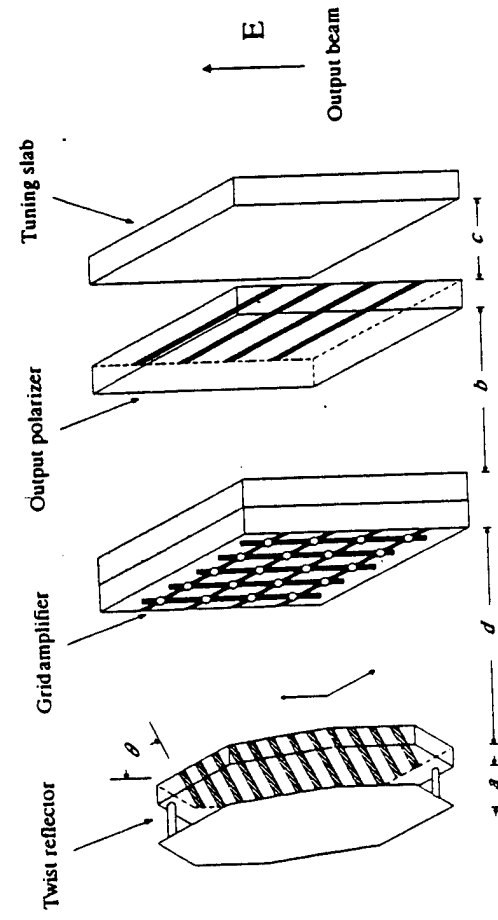 Twist reflector
Grid amplifier
Output polarizer
Tuning slab
θ
E
Output beam
a
d
b
c